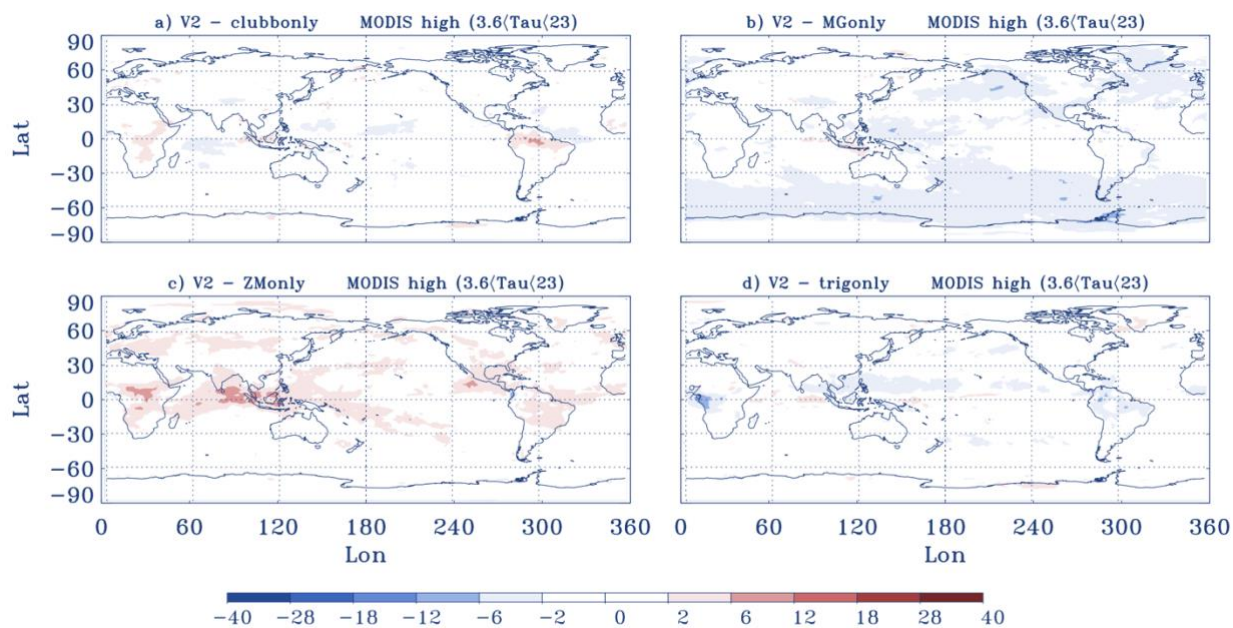 a) V2 – clubbonly MODIS high (3.6⟨Tau⟨23)
b) V2 – MGonly MODIS high (3.6⟨Tau⟨23)
90
60
30
0
−30
−60
−90
Lat
c) V2 – ZMonly MODIS high (3.6⟨Tau⟨23)
d) V2 – trigonly MODIS high (3.6⟨Tau⟨23)
90
60
30
0
−30
−60
−90
Lat
0 60 120 180 240 300 360
0 60 120 180 240 300 360
Lon
Lon
−40 −28 −18 −12 −6 −2 0 2 6 12 18 28 40